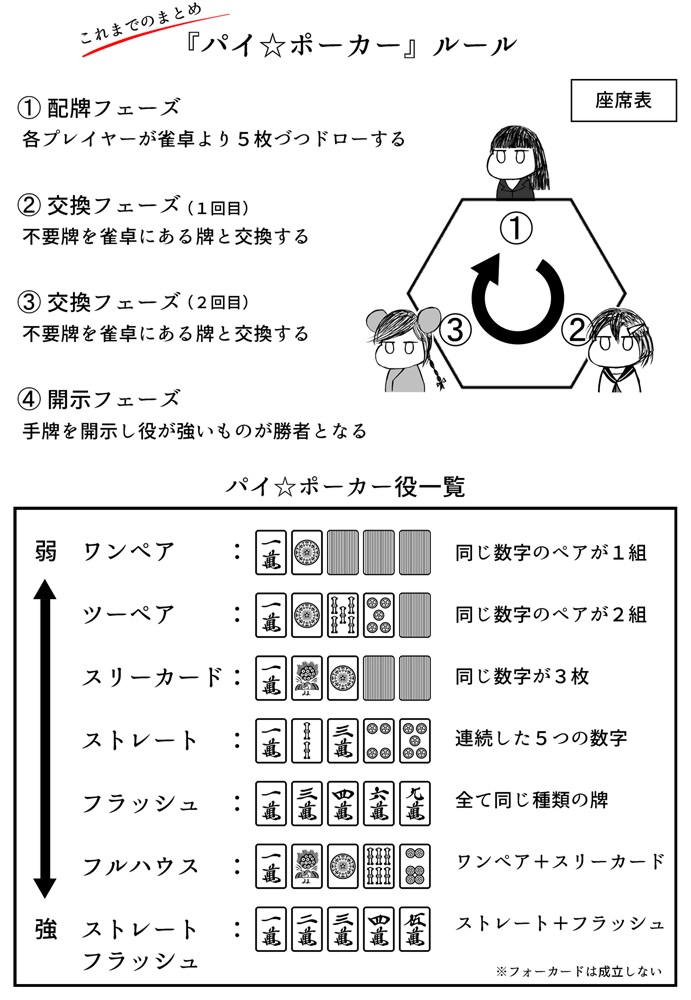 これまでのまとめ
『パイ☆ポーカー』ルール
座席表
① 配牌フェーズ
各プレイヤーが雀卓より５枚づつドローする
② 交換フェーズ（１回目）
不要牌を雀卓にある牌と交換する
③ 交換フェーズ（２回目）
不要牌を雀卓にある牌と交換する
④ 開示フェーズ
手牌を開示し役が強いものが勝者となる
①
③ ②
パイ☆ポーカー役一覧
弱 ワンペア ： 一萬 同じ数字のペアが１組
ツーペア ： 一萬 同じ数字のペアが２組
スリーカード ： 一萬 同じ数字が３枚
ストレート ： 一萬 三萬 連続した５つの数字
フラッシュ ： 一萬 三萬 四萬 六萬 九萬 全て同じ種類の牌
フルハウス ： 一萬 ワンペア＋スリーカード
強 ストレート ： 一萬 二萬 三萬 四萬 伍萬 ストレート＋フラッシュ
フラッシュ
※フォーカードは成立しない